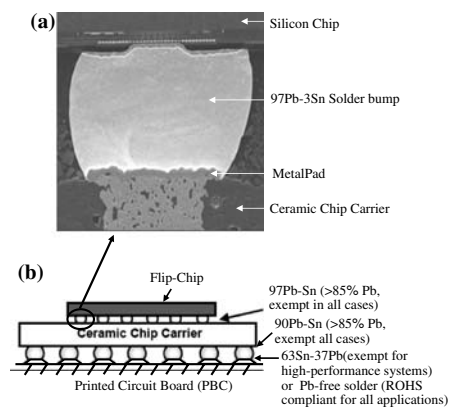 (a)
Silicon Chip
97Pb-3Sn Solder bump
MetalPad
Ceramic Chip Carrier
(b)
Flip-Chip
97Pb-Sn (>85% Pb,
exempt in all cases)
Ceramic Chip Carrier
90Pb-Sn (>85% Pb,
exempt all cases)
63Sn-37Pb(exempt for
high-performance systems)
or Pb-free solder (ROHS
compliant for all applications)
Printed Circuit Board (PBC)